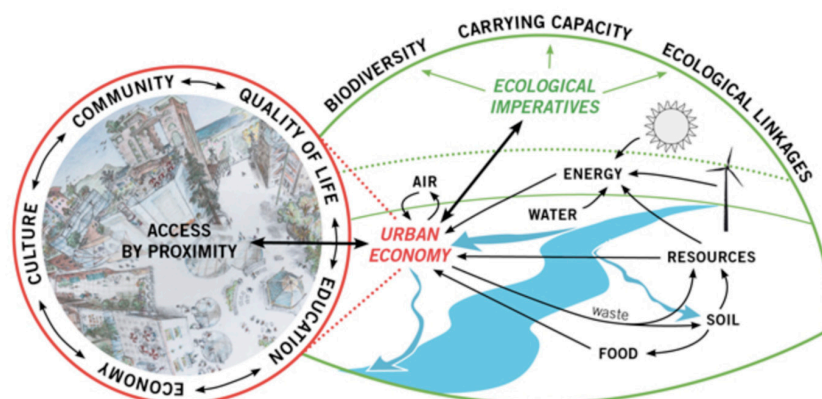 COMMUNITY
QUALITY OF LIFE
EDUCATION
ECONOMY
CULTURE
ACCESS
BY PROXIMITY
BIODIVERSITY
CARRYING CAPACITY
ECOLOGICAL LINKAGES
ECOLOGICAL
IMPERATIVES
AIR
ENERGY
WATER
URBAN
ECONOMY
RESOURCES
waste
SOIL
FOOD